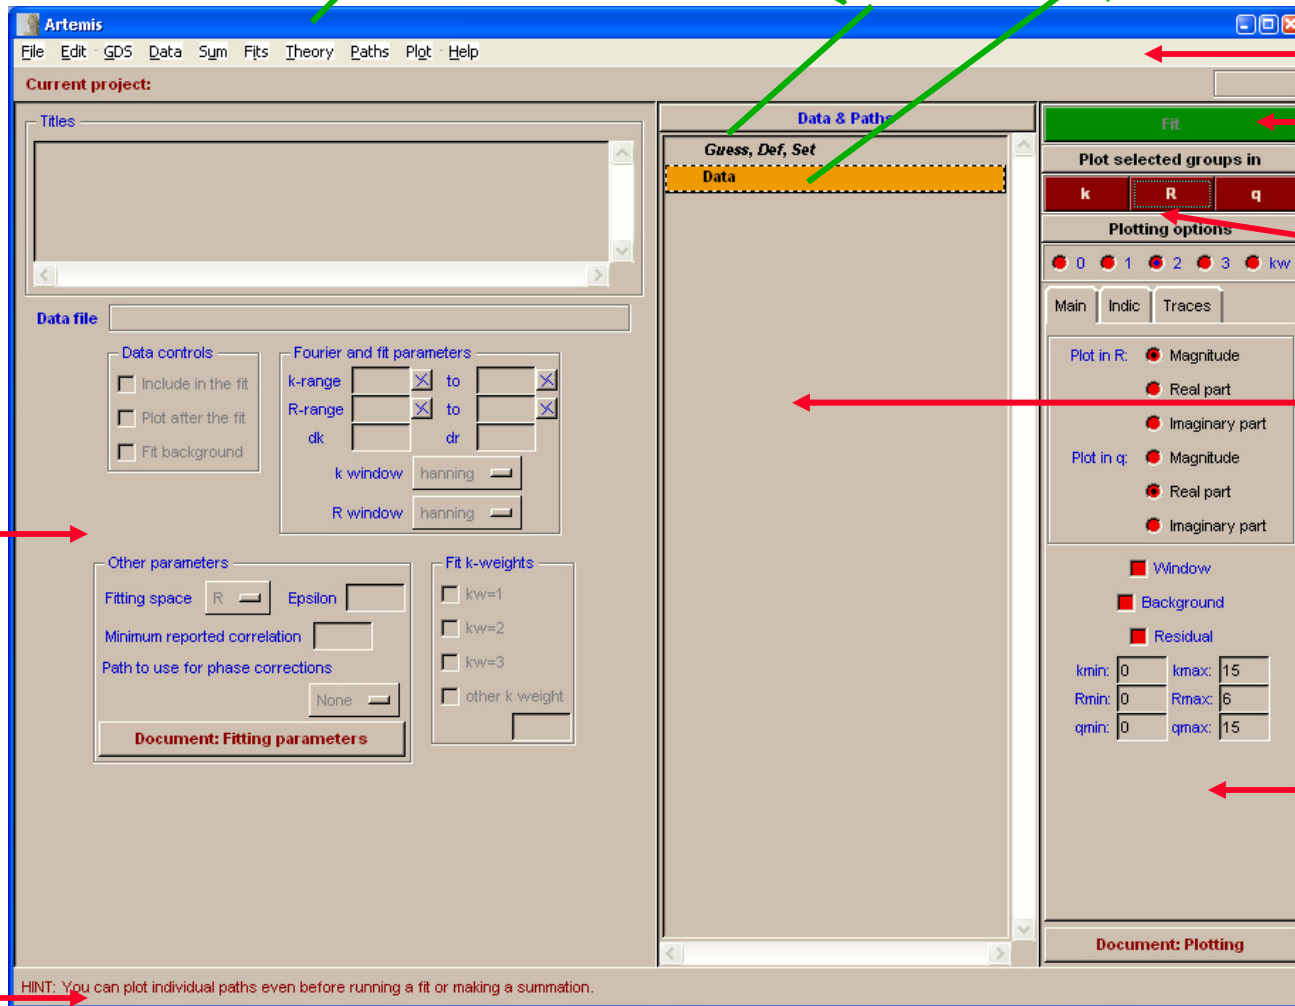 Artemis
File Edit GDS Data Sum Fits Theory Paths Plot Help
Current project:
Titles
Data file
Data controls
Include in the fit
Plot after the fit
Fit background
Fourier and fit parameters
k-range to
R-range to
dk dr
k window hanning
R window hanning
Other parameters
Fitting space R Epsilon
Minimum reported correlation
Path to use for phase corrections
None
Document: Fitting parameters
Fit k-weights
kw=1
kw=2
kw=3
other k weight
Data & Paths
Guess, Def, Set
Data
Fit
Plot selected groups in
k R q
Plotting options
0 1 2 3 kw
Main Indic Traces
Plot in R: Magnitude
Real part
Imaginary part
Plot in q: Magnitude
Real part
Imaginary part
Window
Background
Residual
kmin: 0 kmax: 15
Rmin: 0 Rmax: 6
qmin: 0 qmax: 15
Document: Plotting
HINT: You can plot individual paths even before running a fit or making a summation.